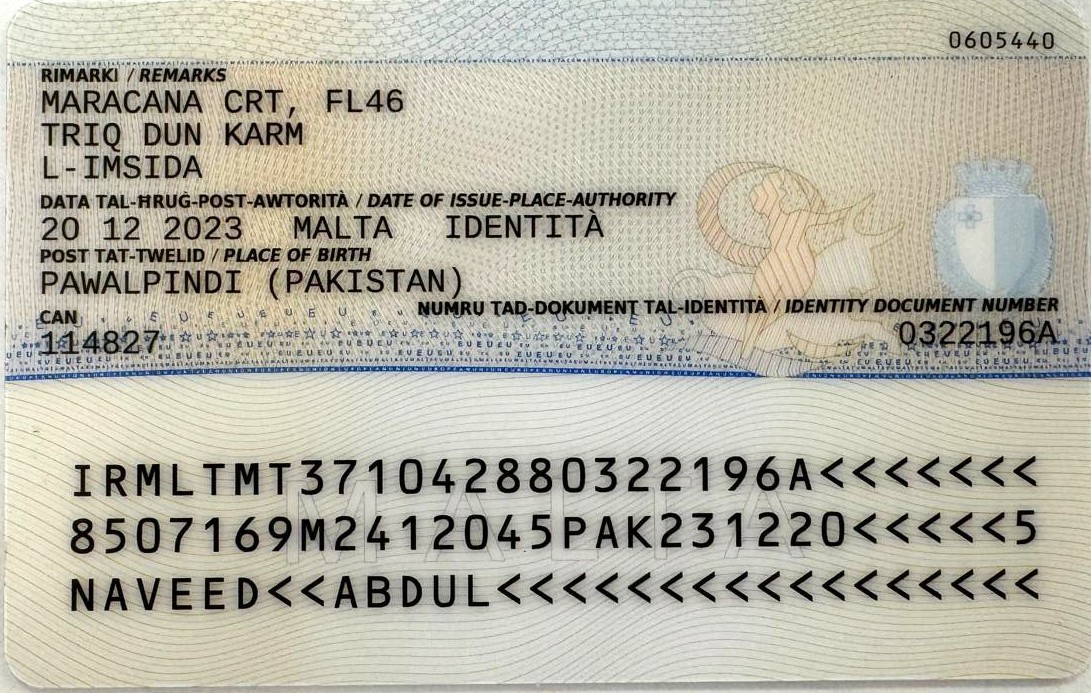 0605440
RIMARKI / REMARKS
MARACANA CRT, FL46
TRIQ DUN KARM
L-IMSIDA
DATA TAL-ĦRUĠ-POST-AWTORITÀ / DATE OF ISSUE-PLACE-AUTHORITY
20 12 2023 MALTA IDENTITÀ
POST TAT-TWELID / PLACE OF BIRTH
PAWALPINDI (PAKISTAN)
NUMRU TAD-DOKUMENT TAL-IDENTITÀ / IDENTITY DOCUMENT NUMBER
CAN
114827 0322196A
MALTA
IRMLTMT371042880322196A<<<<<<<
8507169M2412045PAK231220<<<<<5
NAVEED<<ABDUL<<<<<<<<<<<<<<<<<